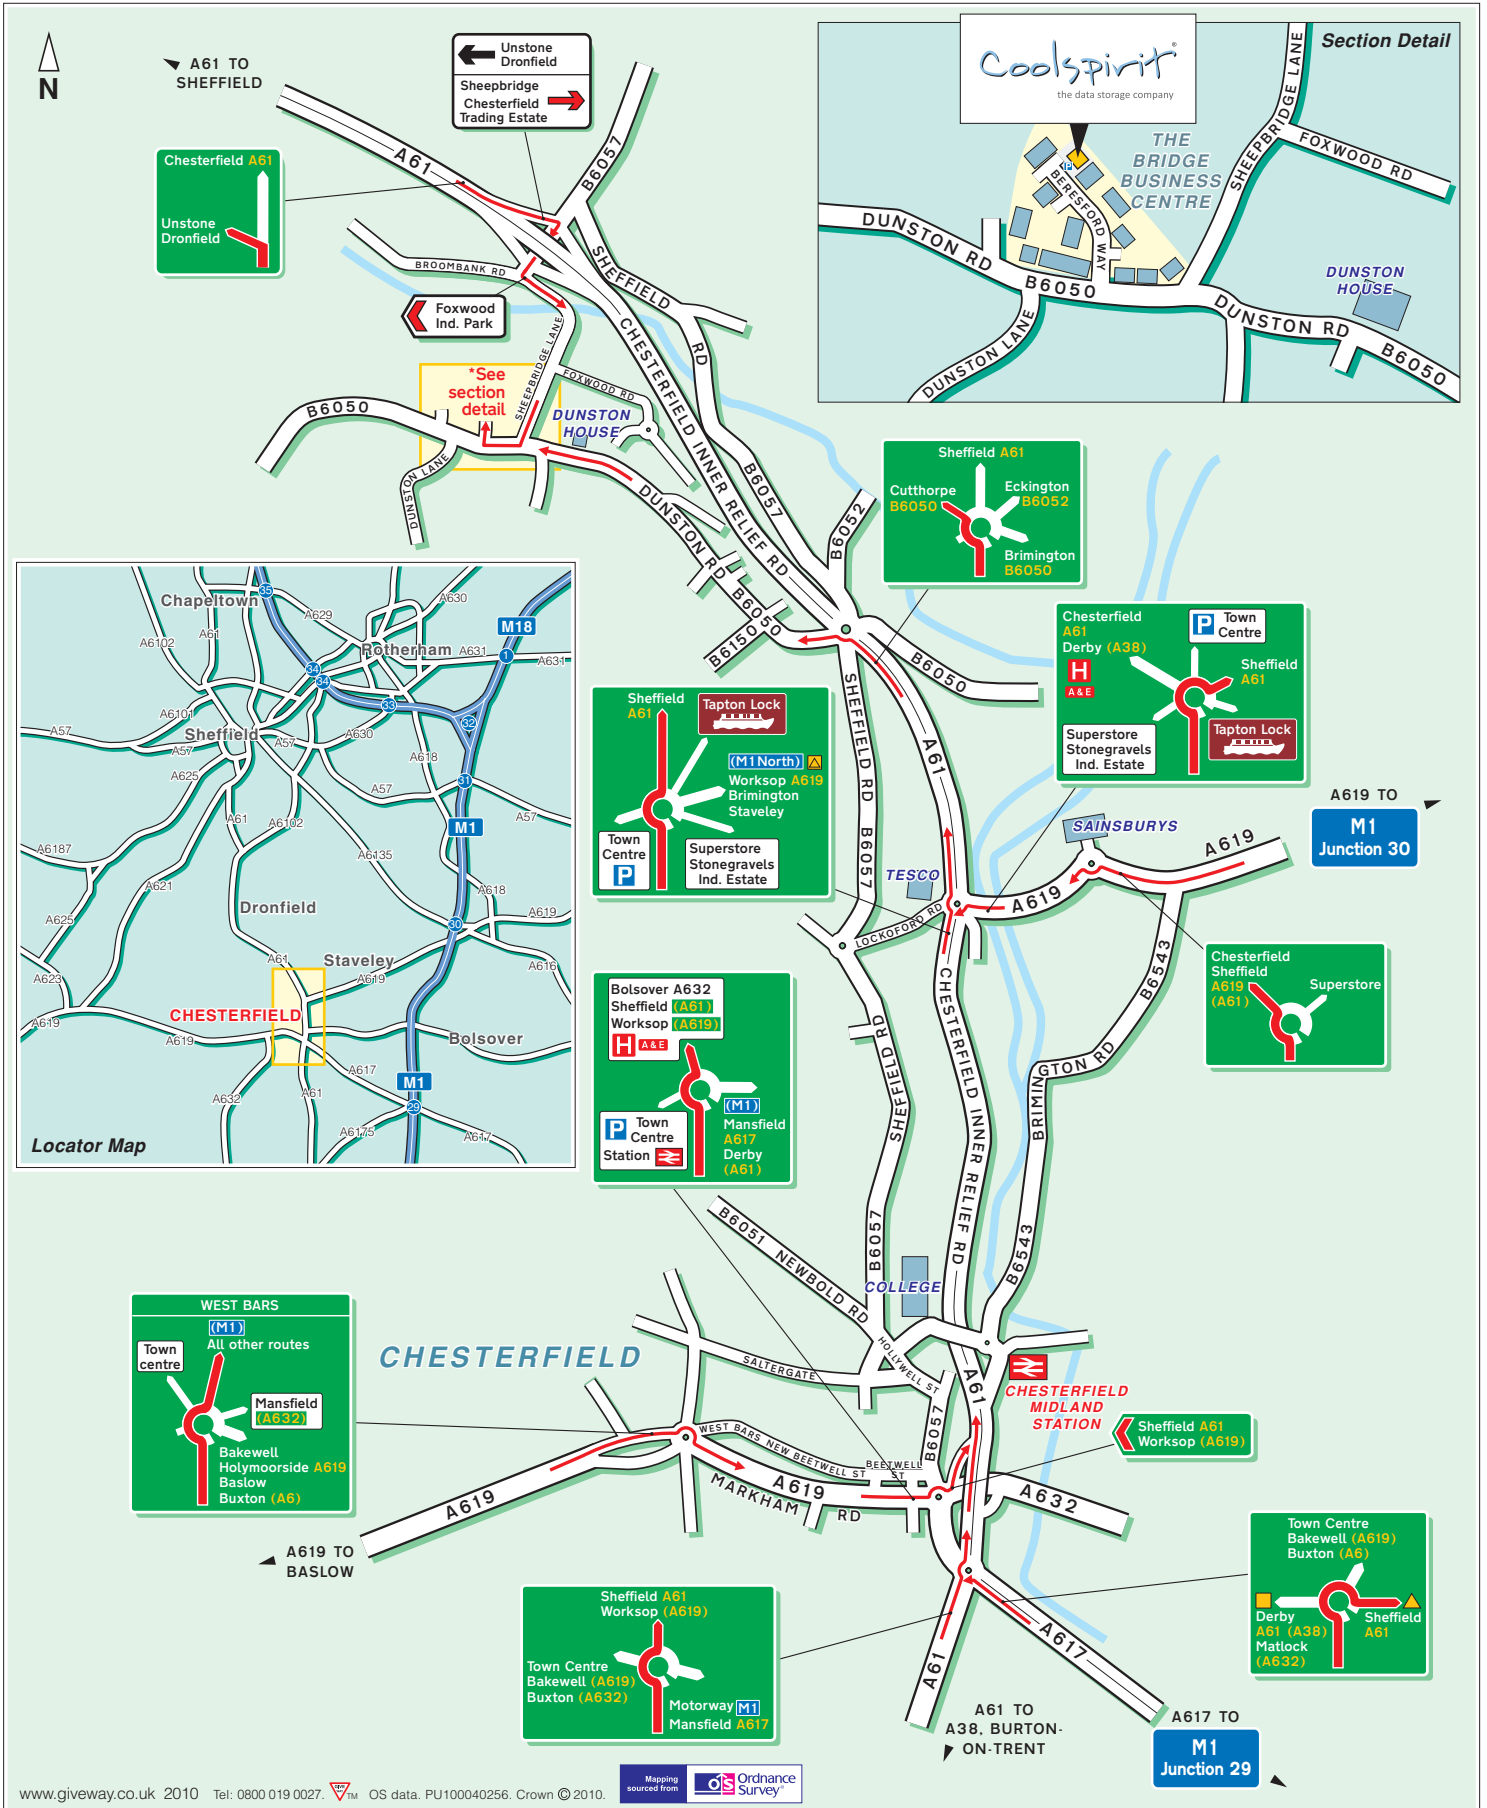 N
A61 TO
SHEFFIELD
Unstone
Dronfield
Sheepbridge
Chesterfield
Trading Estate
Chesterfield A61
Unstone
Dronfield
A61
B6057
BROOMBANK RD
SHEFFIELD
RD
Foxwood
Ind. Park
CHESTERFIELD INNER RELIEF RD
SHEEPBRIDGE LANE
FOXWOOD RD
*See
section
detail
DUNSTON
HOUSE
B6050
DUNSTON LANE
DUNSTON RD
B6057
B6052
B6050
B6150
B6050
Section Detail
Coolspirit®
the data storage company
THE
BRIDGE
BUSINESS
CENTRE
P
BERESFORD WAY
SHEEPBRIDGE LANE
FOXWOOD RD
DUNSTON RD
B6050
DUNSTON RD
B6050
DUNSTON LANE
DUNSTON
HOUSE
Sheffield A61
Cutthorpe
B6050
Eckington
B6052
Brimington
B6050
Chesterfield
A61
Derby (A38)
H
A & E
P
Town
Centre
Sheffield
A61
Superstore
Stonegravels
Ind. Estate
Tapton Lock
Sheffield
A61
Tapton Lock
(M1 North)
Worksop A619
Brimington
Staveley
Town
Centre
P
Superstore
Stonegravels
Ind. Estate
SHEFFIELD RD
B6057
A61
TESCO
SAINSBURYS
A619
A619
LOCKOFORD RD
A619 TO
M1
Junction 30
Chesterfield
Sheffield
A619
(A61)
Superstore
B6543
BRIMINGTON RD
B6543
Chapeltown
35
A629
A630
A61
A6102
M18
Rotherham
A631
1
A631
34
34
33
32
A6101
A57
Sheffield
A57
A57
A630
A618
A625
31
A57
A57
A61
A6102
M1
A6187
A6135
A621
A618
Dronfield
A625
A619
30
A61
Staveley
A619
A616
A623
CHESTERFIELD
A619
A619
Bolsover
A617
M1
A632
A61
29
A6175
A617
Locator Map
Bolsover A632
Sheffield (A61)
Worksop (A619)
H
A & E
(M1)
Mansfield
A617
Derby
(A61)
P
Town
Centre
Station
CHESTERFIELD INNER RELIEF RD
SHEFFIELD RD
B6057
B6051
NEWBOLD RD
COLLEGE
HOLLYWELL ST
SALTERGATE
A61
CHESTERFIELD
MIDLAND
STATION
CHESTERFIELD
WEST BARS
(M1)
All other routes
Town
centre
Mansfield
(A632)
Bakewell
Holymoorside A619
Baslow
Buxton (A6)
WEST BARS
NEW BEETWELL ST
BEETWELL
ST
B6057
A619
MARKHAM
RD
A619
A619 TO
BASLOW
A632
Sheffield A61
Worksop (A619)
Sheffield A61
Worksop (A619)
Town Centre
Bakewell (A619)
Buxton (A632)
Motorway M1
Mansfield A617
Town Centre
Bakewell (A619)
Buxton (A6)
Derby
A61 (A38)
Matlock
(A632)
Sheffield
A61
A61
A617
A61 TO
A38, BURTON-
ON-TRENT
A617 TO
M1
Junction 29
www.giveway.co.uk 2010 Tel: 0800 019 0027. TM OS data. PU100040256. Crown © 2010.
Mapping
sourced from
OS Ordnance
Survey